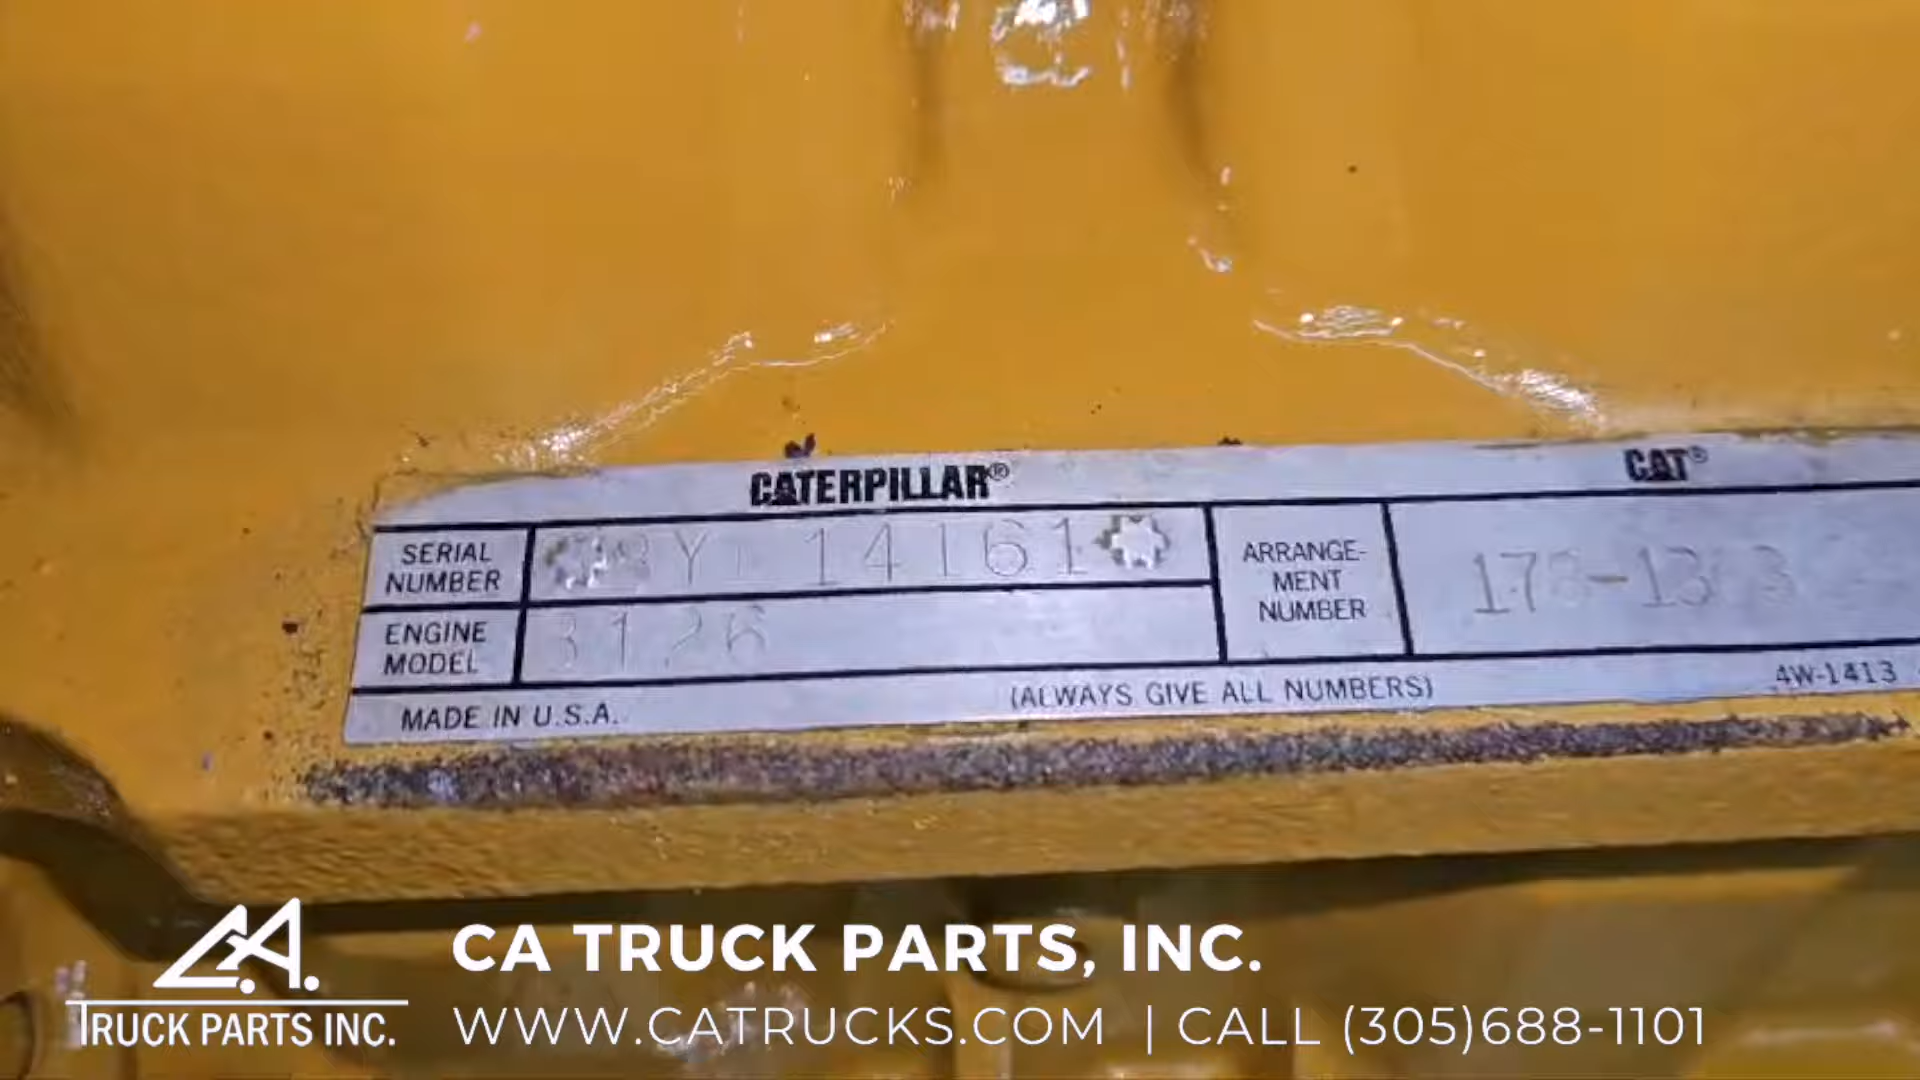 CATERPILLAR® CAT®
SERIAL NUMBER 8Y 14161
ARRANGE-
MENT
NUMBER
ENGINE MODEL 3126
MADE IN U.S.A. (ALWAYS GIVE ALL NUMBERS) 4W-1413
C.A.
TRUCK PARTS INC.
CA TRUCK PARTS, INC.
WWW.CATRUCKS.COM | CALL (305)688-1101